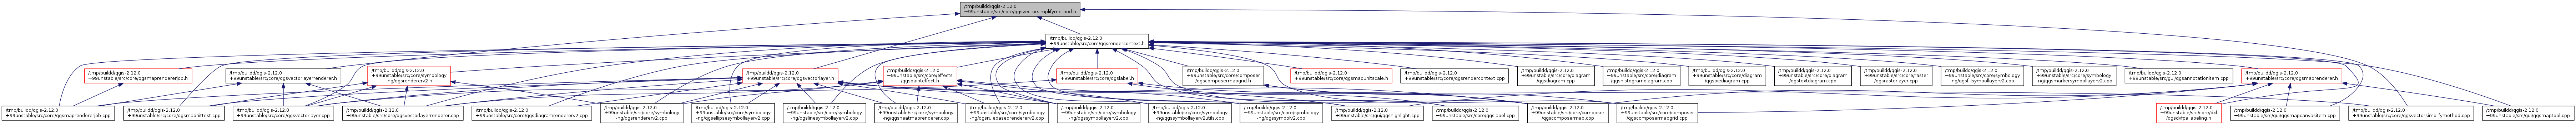 /tmp/buildd/qgis-2.12.0
+99unstable/src/core/qgsvectorsimplifymethod.h
/tmp/buildd/qgis-2.12.0
+99unstable/src/core/qgsrendercontext.h
/tmp/buildd/qgis-2.12.0
+99unstable/src/core/qgsmaprendererjob.h
/tmp/buildd/qgis-2.12.0
+99unstable/src/core/qgsvectorlayerrenderer.h
/tmp/buildd/qgis-2.12.0
+99unstable/src/core/symbology
-ng/qgsrendererv2.h
/tmp/buildd/qgis-2.12.0
+99unstable/src/core/qgsvectorlayer.h
/tmp/buildd/qgis-2.12.0
+99unstable/src/core/effects
/qgspainteffect.h
/tmp/buildd/qgis-2.12.0
+99unstable/src/core/qgslabel.h
/tmp/buildd/qgis-2.12.0
+99unstable/src/core/composer
/qgscomposermapgrid.h
/tmp/buildd/qgis-2.12.0
+99unstable/src/core/qgsmapunitscale.h
/tmp/buildd/qgis-2.12.0
+99unstable/src/core/qgsrendercontext.cpp
/tmp/buildd/qgis-2.12.0
+99unstable/src/core/diagram
/qgsdiagram.cpp
/tmp/buildd/qgis-2.12.0
+99unstable/src/core/diagram
/qgshistogramdiagram.cpp
/tmp/buildd/qgis-2.12.0
+99unstable/src/core/diagram
/qgspiediagram.cpp
/tmp/buildd/qgis-2.12.0
+99unstable/src/core/diagram
/qgstextdiagram.cpp
/tmp/buildd/qgis-2.12.0
+99unstable/src/core/raster
/qgsrasterlayer.cpp
/tmp/buildd/qgis-2.12.0
+99unstable/src/core/symbology
-ng/qgsfillsymbollayerv2.cpp
/tmp/buildd/qgis-2.12.0
+99unstable/src/core/symbology
-ng/qgsmarkersymbollayerv2.cpp
/tmp/buildd/qgis-2.12.0
+99unstable/src/gui/qgsannotationitem.cpp
/tmp/buildd/qgis-2.12.0
+99unstable/src/core/qgsmaprenderer.h
/tmp/buildd/qgis-2.12.0
+99unstable/src/core/qgsmaprendererjob.cpp
/tmp/buildd/qgis-2.12.0
+99unstable/src/core/qgsmaphittest.cpp
/tmp/buildd/qgis-2.12.0
+99unstable/src/core/qgsvectorlayer.cpp
/tmp/buildd/qgis-2.12.0
+99unstable/src/core/qgsvectorlayerrenderer.cpp
/tmp/buildd/qgis-2.12.0
+99unstable/src/core/qgsdiagramrendererv2.cpp
/tmp/buildd/qgis-2.12.0
+99unstable/src/core/symbology
-ng/qgsrendererv2.cpp
/tmp/buildd/qgis-2.12.0
+99unstable/src/core/symbology
-ng/qgsellipsesymbollayerv2.cpp
/tmp/buildd/qgis-2.12.0
+99unstable/src/core/symbology
-ng/qgslinesymbollayerv2.cpp
/tmp/buildd/qgis-2.12.0
+99unstable/src/core/symbology
-ng/qgsheatmaprenderer.cpp
/tmp/buildd/qgis-2.12.0
+99unstable/src/core/symbology
-ng/qgsrulebasedrendererv2.cpp
/tmp/buildd/qgis-2.12.0
+99unstable/src/core/symbology
-ng/qgssymbollayerv2.cpp
/tmp/buildd/qgis-2.12.0
+99unstable/src/core/symbology
-ng/qgssymbollayerv2utils.cpp
/tmp/buildd/qgis-2.12.0
+99unstable/src/core/symbology
-ng/qgssymbolv2.cpp
/tmp/buildd/qgis-2.12.0
+99unstable/src/gui/qgshighlight.cpp
/tmp/buildd/qgis-2.12.0
+99unstable/src/core/qgslabel.cpp
/tmp/buildd/qgis-2.12.0
+99unstable/src/core/composer
/qgscomposermap.cpp
/tmp/buildd/qgis-2.12.0
+99unstable/src/core/composer
/qgscomposermapgrid.cpp
/tmp/buildd/qgis-2.12.0
+99unstable/src/core/dxf
/qgsdxfpallabeling.h
/tmp/buildd/qgis-2.12.0
+99unstable/src/gui/qgsmapcanvasitem.cpp
/tmp/buildd/qgis-2.12.0
+99unstable/src/core/qgsvectorsimplifymethod.cpp
/tmp/buildd/qgis-2.12.0
+99unstable/src/gui/qgsmaptool.cpp